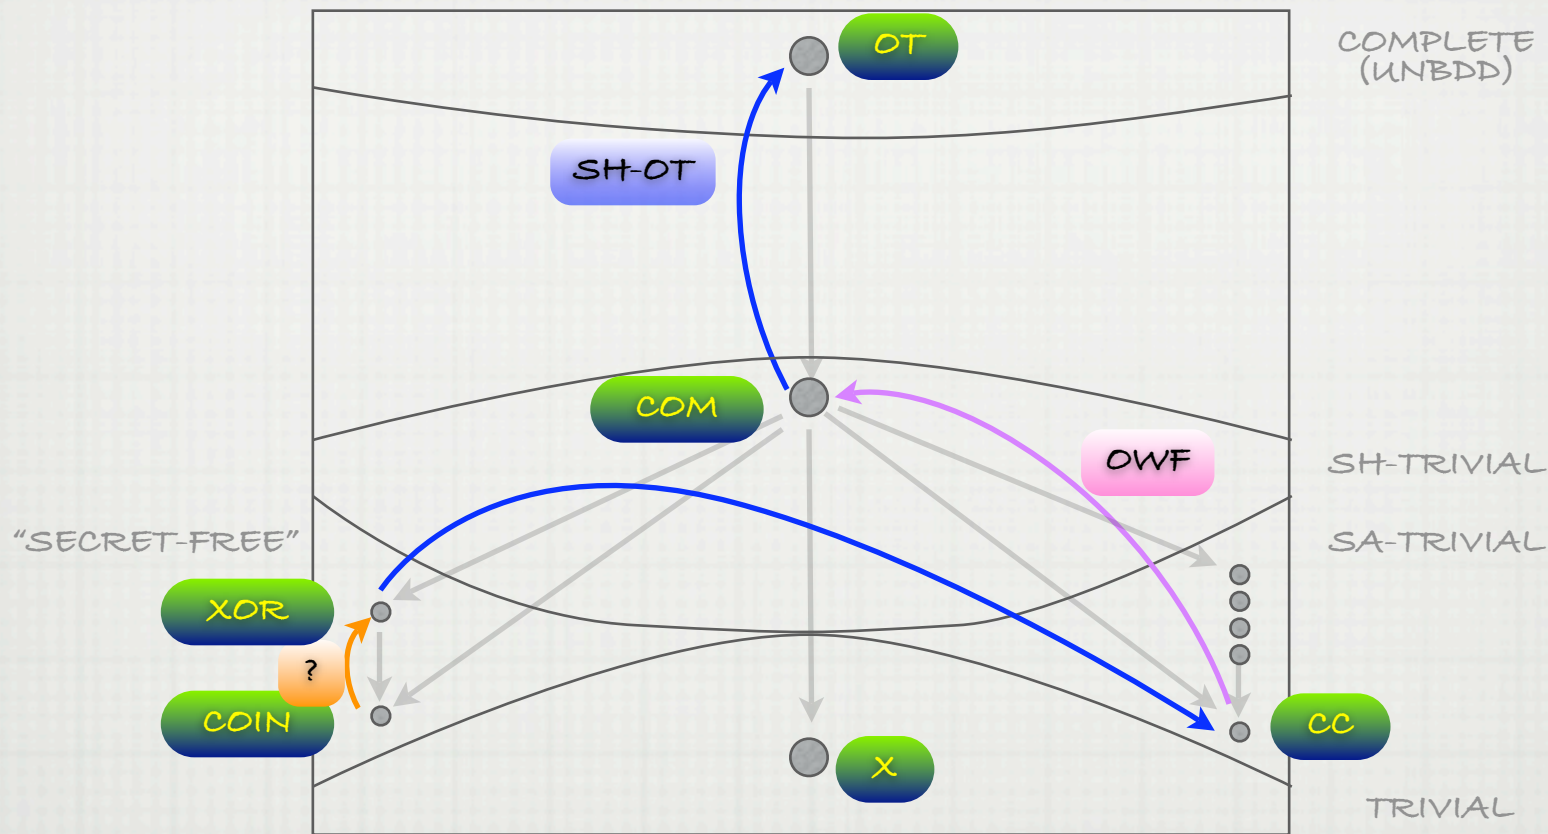 OT
COMPLETE
(UNBDD)
SH-OT
COM
OWF
SH-TRIVIAL
"SECRET-FREE"
SA-TRIVIAL
XOR
?
COIN
CC
X
TRIVIAL